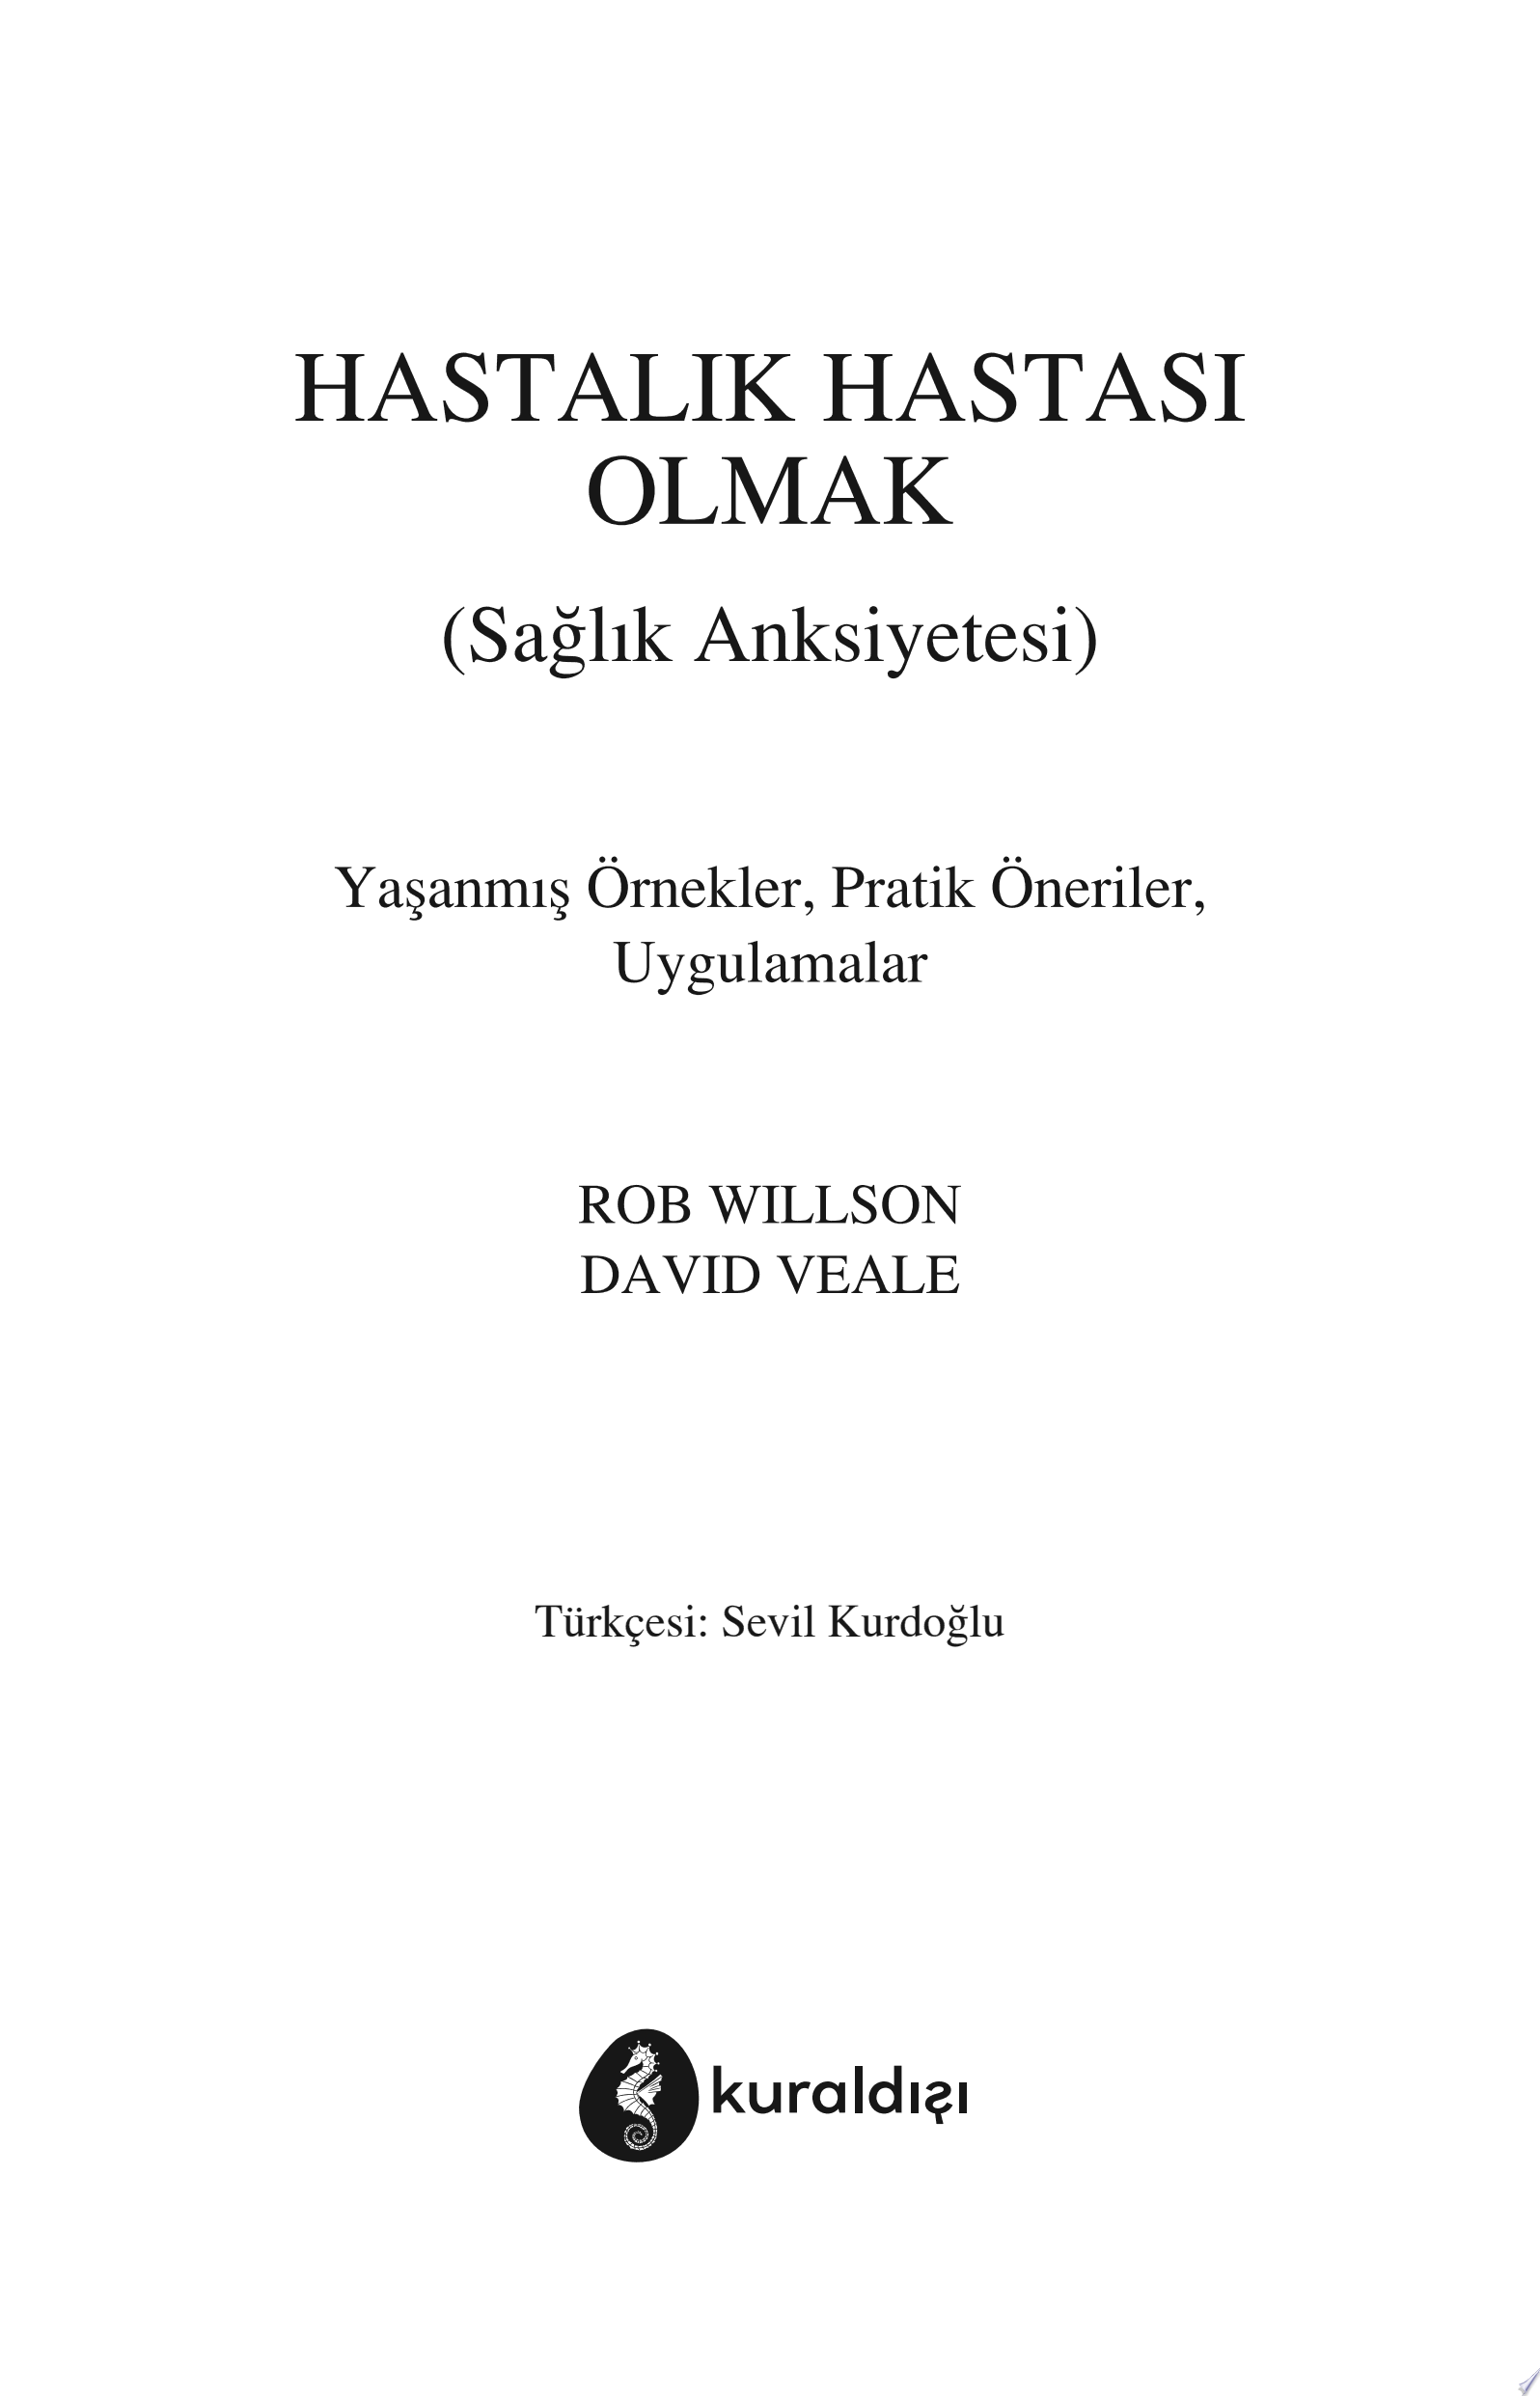 HASTALIK HASTASI
OLMAK
(Sağlık Anksiyetesi)
Yaşanmış Örnekler, Pratik Öneriler,
Uygulamalar
ROB WILLSON
DAVID VEALE
Türkçesi: Sevil Kurdoğlu
kuraldışı